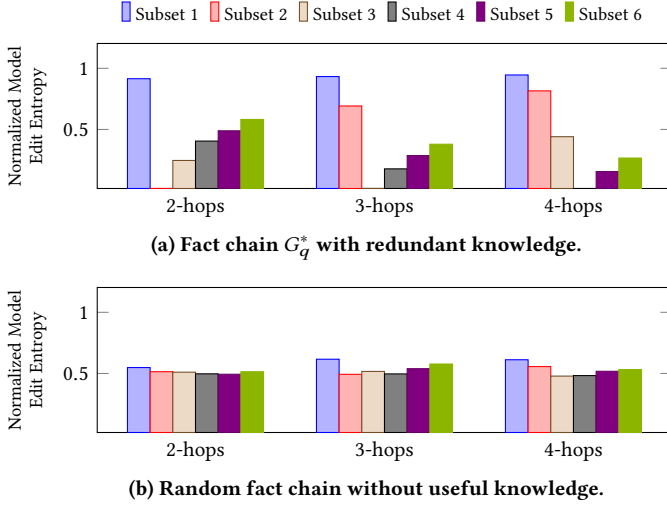 Subset 1 Subset 2 Subset 3 Subset 4 Subset 5 Subset 6
Normalized Model
Edit Entropy
1
0.5
2-hops 3-hops 4-hops
(a) Fact chain G*q with redundant knowledge.
Normalized Model
Edit Entropy
1
0.5
2-hops 3-hops 4-hops
(b) Random fact chain without useful knowledge.